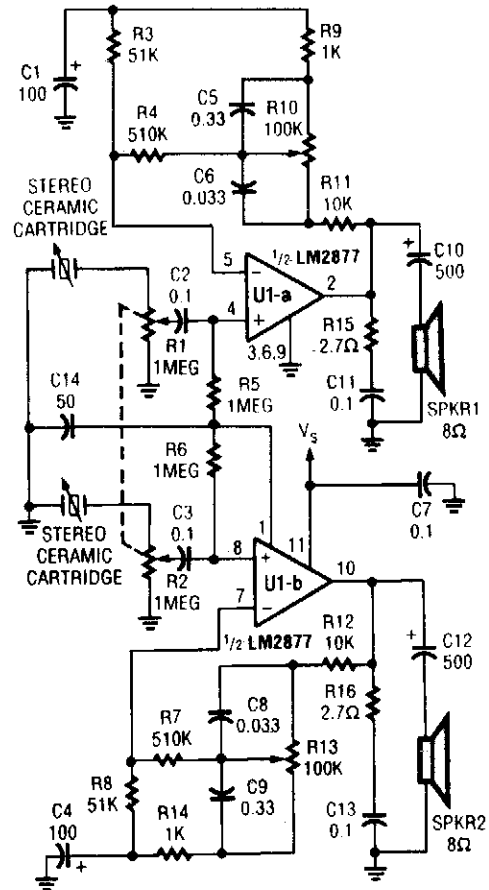 R3
51K
R9
1K
C1
+
100
C5
0.33
R10
100K
R4
510K
C6
0.033
R11
10K
STEREO
CERAMIC
CARTRIDGE
1/2-LM2877
+
C10
500
5
−
U1-a
2
C2
0.1
4
+
R1
1MEG
3.6.9
R15
2.7Ω
R5
1MEG
C11
0.1
SPKR1
8Ω
C14
50
R6
1MEG
VS
C7
0.1
C3
0.1
1
11
STEREO
CERAMIC
CARTRIDGE
8
+
U1-b
10
R2
1MEG
7
−
1/2-LM2877
R12
10K
+
C12
500
R16
2.7Ω
C8
0.033
R7
510K
R13
100K
R8
51K
C9
0.33
C4
100
+
R14
1K
C13
0.1
SPKR2
8Ω